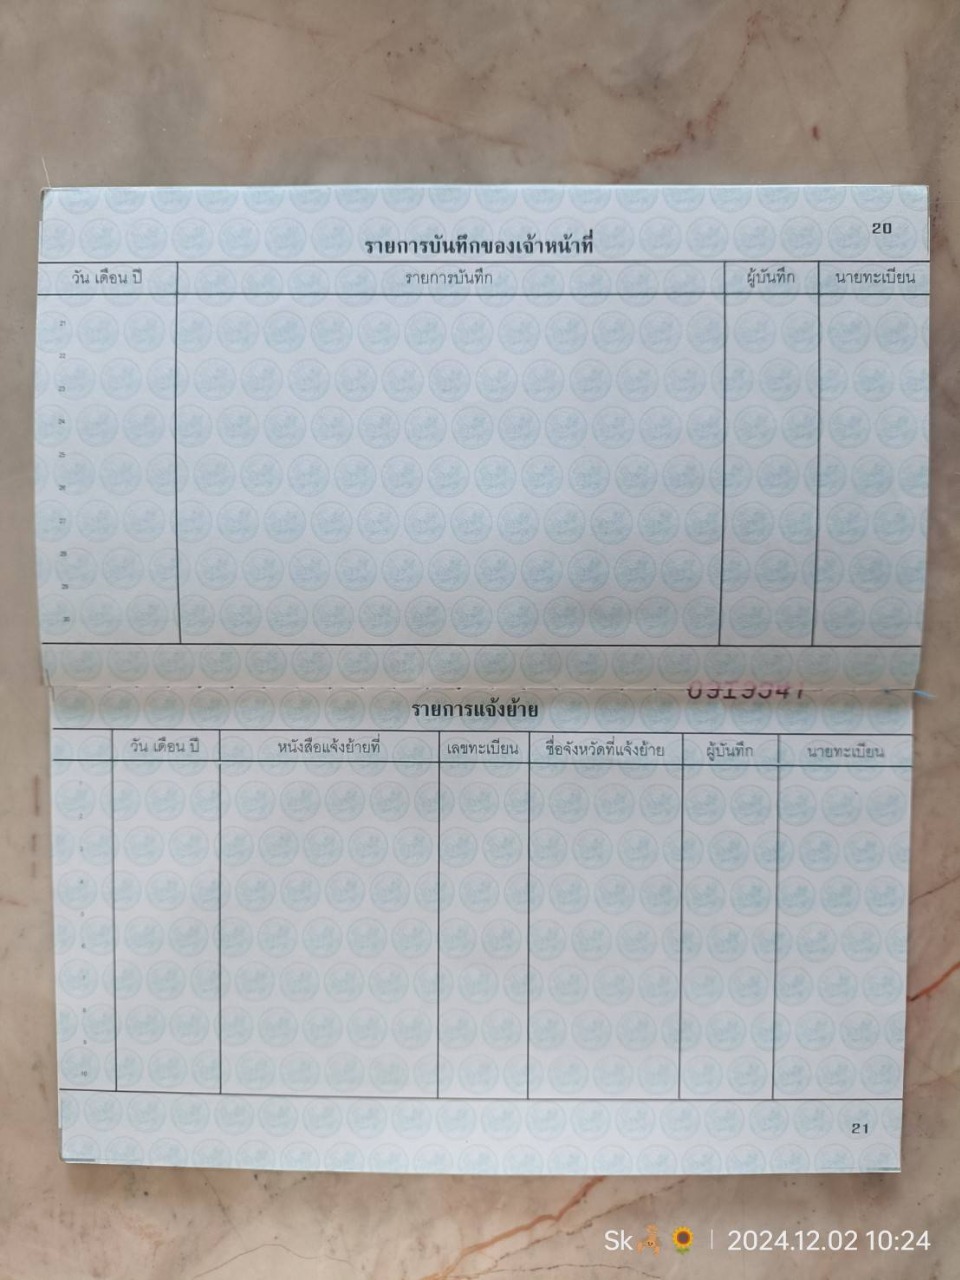 20
รายการบันทึกของเจ้าหน้าที่
วัน เดือน ปี รายการบันทึก ผู้บันทึก นายทะเบียน
รายการแจ้งย้าย
วัน เดือน ปี หนังสือแจ้งย้ายที่ เลขทะเบียน ชื่อจังหวัดที่แจ้งย้าย ผู้บันทึก นายทะเบียน
21
Sk | 2024.12.02 10:24